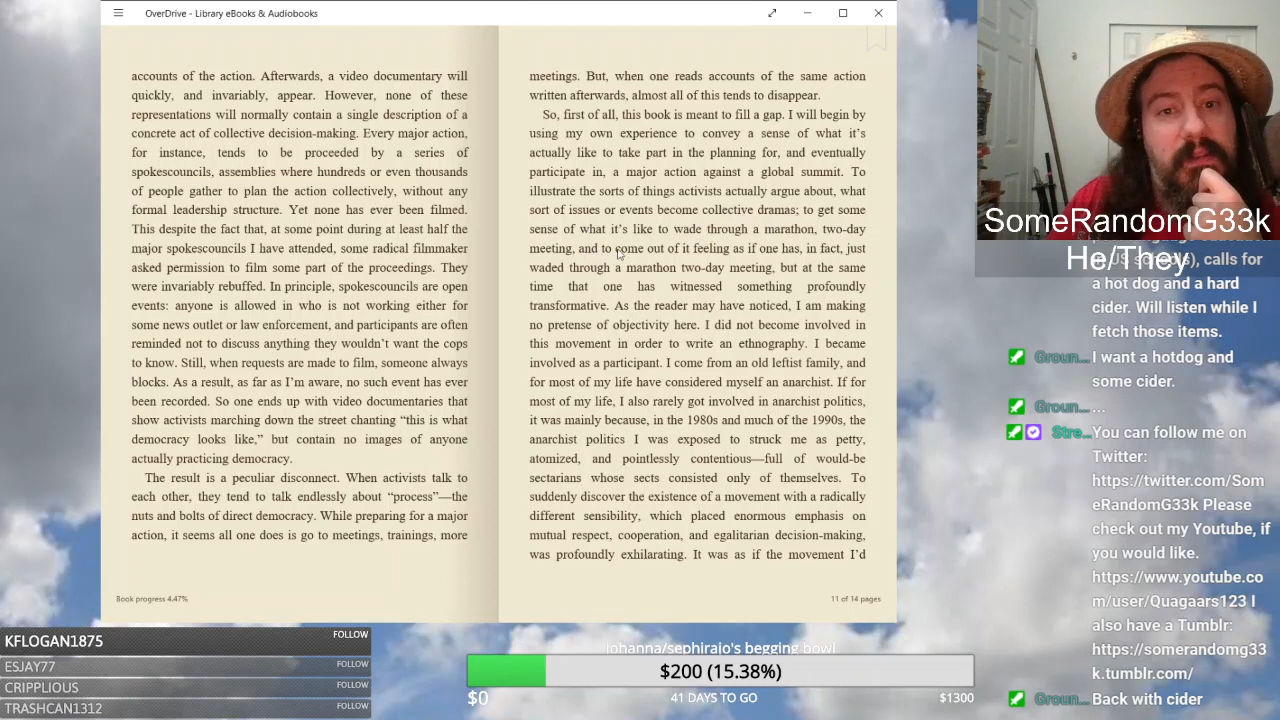 OverDrive - Library eBooks & Audiobooks
accounts of the action. Afterwards, a video documentary will
quickly, and invariably, appear. However, none of these
representations will normally contain a single description of a
concrete act of collective decision-making. Every major action,
for instance, tends to be proceeded by a series of
spokescouncils, assemblies where hundreds or even thousands
of people gather to plan the action collectively, without any
formal leadership structure. Yet none has ever been filmed.
This despite the fact that, at some point during at least half the
major spokescouncils I have attended, some radical filmmaker
asked permission to film some part of the proceedings. They
were invariably rebuffed. In principle, spokescouncils are open
events: anyone is allowed in who is not working either for
some news outlet or law enforcement, and participants are often
reminded not to discuss anything they wouldn’t want the cops
to know. Still, when requests are made to film, someone always
blocks. As a result, as far as I’m aware, no such event has ever
been recorded. So one ends up with video documentaries that
show activists marching down the street chanting “this is what
democracy looks like,” but contain no images of anyone
actually practicing democracy.
The result is a peculiar disconnect. When activists talk to
each other, they tend to talk endlessly about “process”—the
nuts and bolts of direct democracy. While preparing for a major
action, it seems all one does is go to meetings, trainings, more
Book progress 4.47%
meetings. But, when one reads accounts of the same action
written afterwards, almost all of this tends to disappear.
So, first of all, this book is meant to fill a gap. I will begin by
using my own experience to convey a sense of what it’s
actually like to take part in the planning for, and eventually
participate in, a major action against a global summit. To
illustrate the sorts of things activists actually argue about, what
sort of issues or events become collective dramas; to get some
sense of what it’s like to wade through a marathon, two-day
meeting, and to come out of it feeling as if one has, in fact, just
waded through a marathon two-day meeting, but at the same
time that one has witnessed something profoundly
transformative. As the reader may have noticed, I am making
no pretense of objectivity here. I did not become involved in
this movement in order to write an ethnography. I became
involved as a participant. I come from an old leftist family, and
for most of my life have considered myself an anarchist. If for
most of my life, I also rarely got involved in anarchist politics,
it was mainly because, in the 1980s and much of the 1990s, the
anarchist politics I was exposed to struck me as petty,
atomized, and pointlessly contentious—full of would-be
sectarians whose sects consisted only of themselves. To
suddenly discover the existence of a movement with a radically
different sensibility, which placed enormous emphasis on
mutual respect, cooperation, and egalitarian decision-making,
was profoundly exhilarating. It was as if the movement I’d
11 of 14 pages
SomeRandomG33k
He/They
US schools), calls for
a hot dog and a hard
cider. Will listen while I
fetch those items.
Groun... I want a hotdog and
some cider.
Groun... ...
Stre... You can follow me on
Twitter:
https://twitter.com/Som
eRandomG33k Please
check out my Youtube, if
you would like.
https://www.youtube.co
m/user/Quagaars123 I
also have a Tumblr:
https://somerandomg33
k.tumblr.com/
Groun... Back with cider
KFLOGAN1875 FOLLOW
ESJAY77 FOLLOW
CRIPPLIOUS FOLLOW
TRASHCAN1312 FOLLOW
Johanna/sephiraio's begging bowl
$200 (15.38%)
$0 41 DAYS TO GO $1300